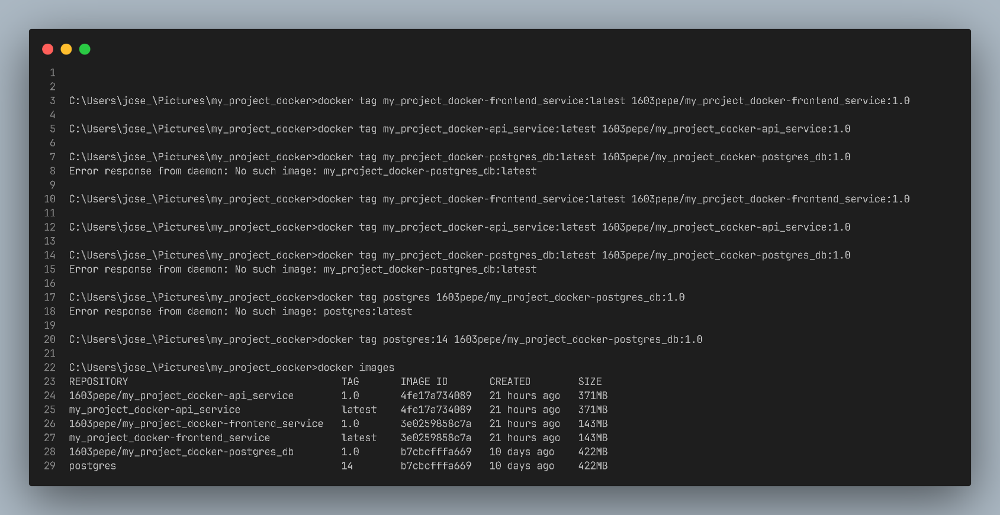 1
2
3 C:\Users\jose_\Pictures\my_project_docker>docker tag my_project_docker-frontend_service:latest 1603pepe/my_project_docker-frontend_service:1.0
4
5 C:\Users\jose_\Pictures\my_project_docker>docker tag my_project_docker-api_service:latest 1603pepe/my_project_docker-api_service:1.0
6
7 C:\Users\jose_\Pictures\my_project_docker>docker tag my_project_docker-postgres_db:latest 1603pepe/my_project_docker-postgres_db:1.0
8 Error response from daemon: No such image: my_project_docker-postgres_db:latest
9
10 C:\Users\jose_\Pictures\my_project_docker>docker tag my_project_docker-frontend_service:latest 1603pepe/my_project_docker-frontend_service:1.0
11
12 C:\Users\jose_\Pictures\my_project_docker>docker tag my_project_docker-api_service:latest 1603pepe/my_project_docker-api_service:1.0
13
14 C:\Users\jose_\Pictures\my_project_docker>docker tag my_project_docker-postgres_db:latest 1603pepe/my_project_docker-postgres_db:1.0
15 Error response from daemon: No such image: my_project_docker-postgres_db:latest
16
17 C:\Users\jose_\Pictures\my_project_docker>docker tag postgres 1603pepe/my_project_docker-postgres_db:1.0
18 Error response from daemon: No such image: postgres:latest
19
20 C:\Users\jose_\Pictures\my_project_docker>docker tag postgres:14 1603pepe/my_project_docker-postgres_db:1.0
21
22 C:\Users\jose_\Pictures\my_project_docker>docker images
23 REPOSITORY TAG IMAGE ID CREATED SIZE
24 1603pepe/my_project_docker-api_service 1.0 4fe17a734089 21 hours ago 371MB
25 my_project_docker-api_service latest 4fe17a734089 21 hours ago 371MB
26 1603pepe/my_project_docker-frontend_service 1.0 3e0259858c7a 21 hours ago 143MB
27 my_project_docker-frontend_service latest 3e0259858c7a 21 hours ago 143MB
28 1603pepe/my_project_docker-postgres_db 1.0 b7cbcfffa669 10 days ago 422MB
29 postgres 14 b7cbcfffa669 10 days ago 422MB